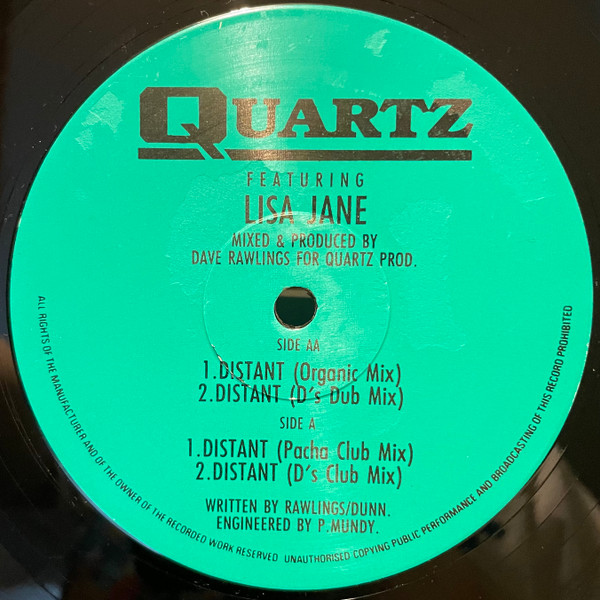 QUARTZ
FEATURING
LISA JANE
MIXED & PRODUCED BY
DAVE RAWLINGS FOR QUARTZ PROD.
SIDE AA
1.DISTANT (Organic Mix)
2.DISTANT (D's Dub Mix)
SIDE A
1.DISTANT (Pacha Club Mix)
2.DISTANT (D's Club Mix)
WRITTEN BY RAWLINGS/DUNN.
ENGINEERED BY P.MUNDY.
ALL RIGHTS OF THE MANUFACTURER AND OF THE OWNER OF THE RECORDED WORK RESERVED UNAUTHORISED COPYING PUBLIC PERFORMANCE AND BROADCASTING OF THIS RECORD PROHIBITED